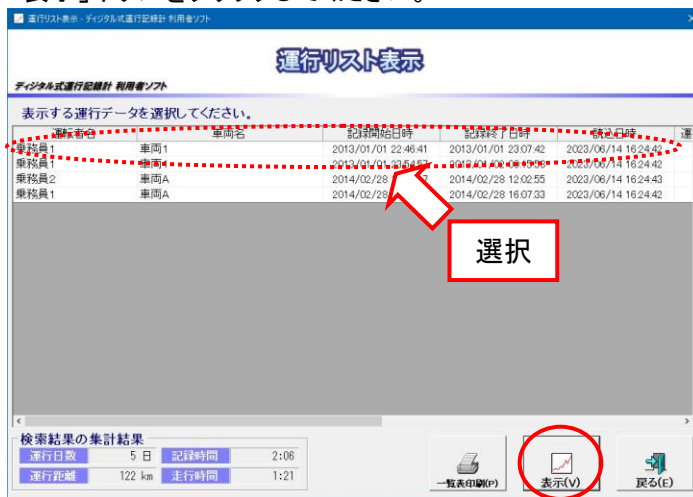 表示」ボタンをクリックしてください。
運行リスト表示 - ディジタル式運行記録計 利用者ソフト
運行リスト表示
ディジタル式運行記録計 利用者ソフト
表示する運行データを選択してください。
運転者名 車両名 記録開始日時 記録終了日時 読込日時 運
乗務員1 車両1 2013/01/01 22:46:41 2013/01/01 23:07:42 2023/06/14 16:24:42
乗務員1 2023/06/14 16:24:42
乗務員2 車両A 2014/02/28 2014/02/28 12:02:55 2023/06/14 16:24:43
乗務員1 車両A 2014/02/28 2014/02/28 16:07:33 2023/06/14 16:24:42
選択
検索結果の集計結果
運行日数 5 日 記録時間 2:06
運行距離 122 km 走行時間 1:21
一覧表印刷(P) 表示(V) 戻る(E)